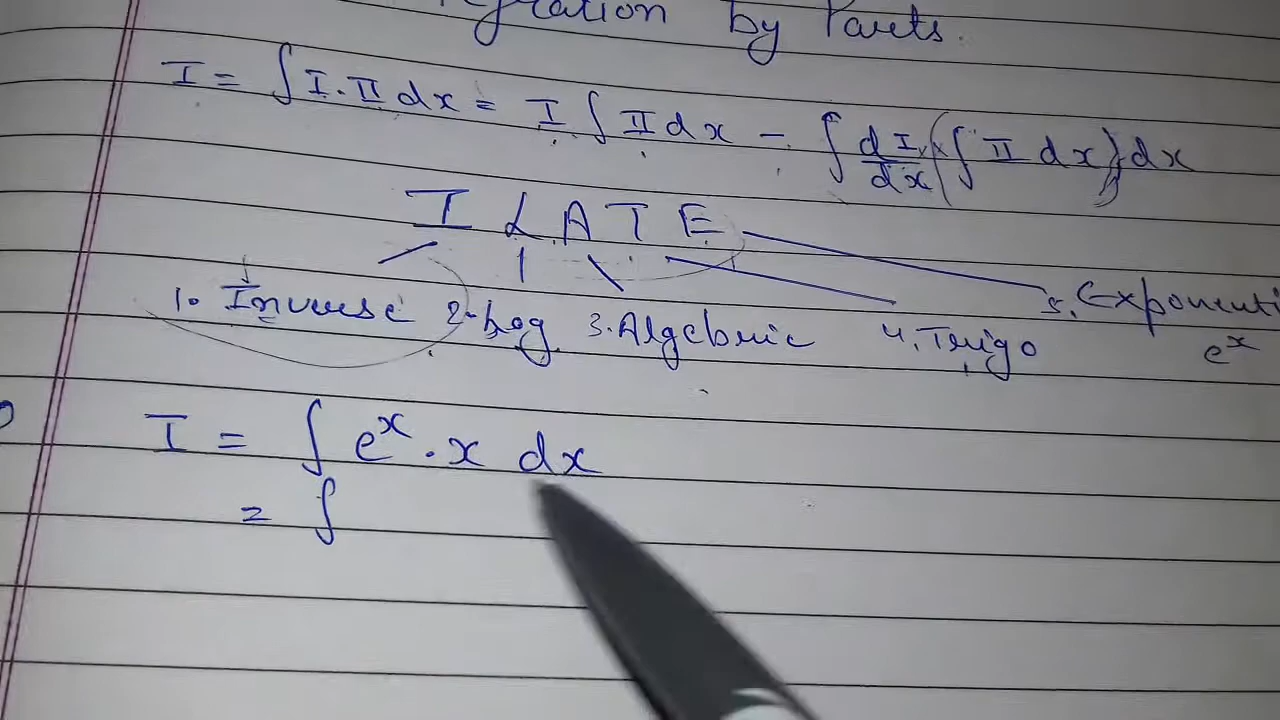 by Parts.
I = ∫ I . II dx = I ∫ II dx - ∫ dI/dx (∫ II dx) dx
I L A T E
1. Inverse 2. Log 3. Algebric 4. Trigo 5. Exponenti
e^x
I = ∫ e^x . x dx
= ∫